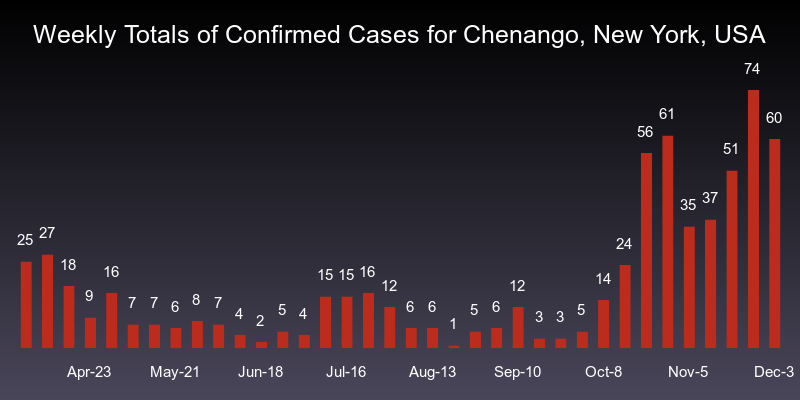 Weekly Totals of Confirmed Cases for Chenango, New York, USA
25 27 18 9 16 7 7 6 8 7 4 2 5 4 15 15 16 12 6 6 1 5 6 12 3 3 5 14 24 56 61 35 37 51 74 60
Apr-23 May-21 Jun-18 Jul-16 Aug-13 Sep-10 Oct-8 Nov-5 Dec-3